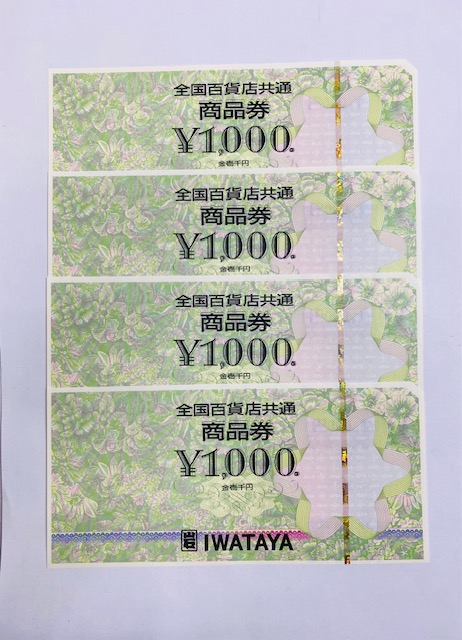 全国百貨店共通
商品券
¥1,000.
金壱千円
全国百貨店共通
商品券
¥1,000.
金壱千円
全国百貨店共通
商品券
¥1,000.
金壱千円
全国百貨店共通
商品券
¥1,000.
金壱千円
岩 IWATAYA